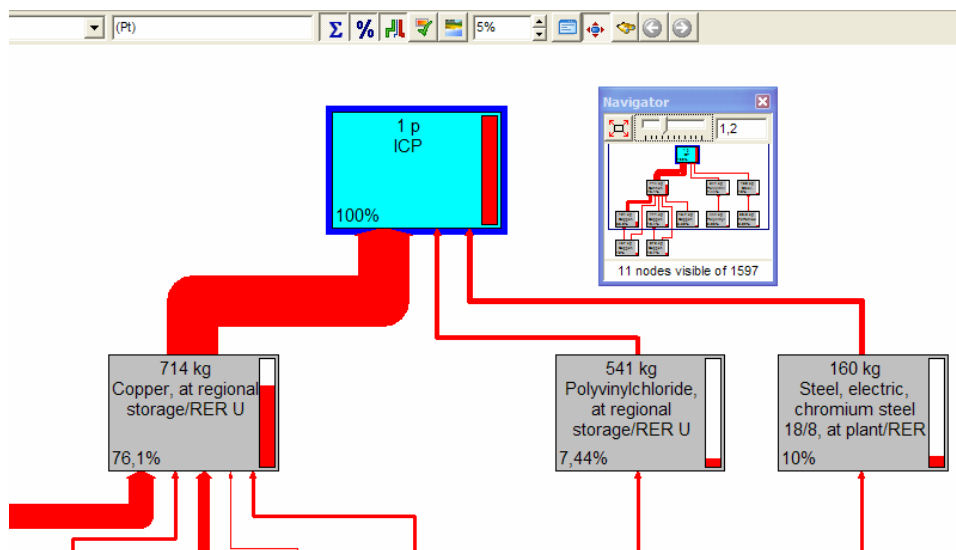 (Pt)
Σ
%
5%
Navigator
1,2
11 nodes visible of 1597
1 p
ICP
100%
714 kg
Copper, at regional
storage/RER U
76,1%
541 kg
Polyvinylchloride,
at regional
storage/RER U
7,44%
160 kg
Steel, electric,
chromium steel
18/8, at plant/RER
10%